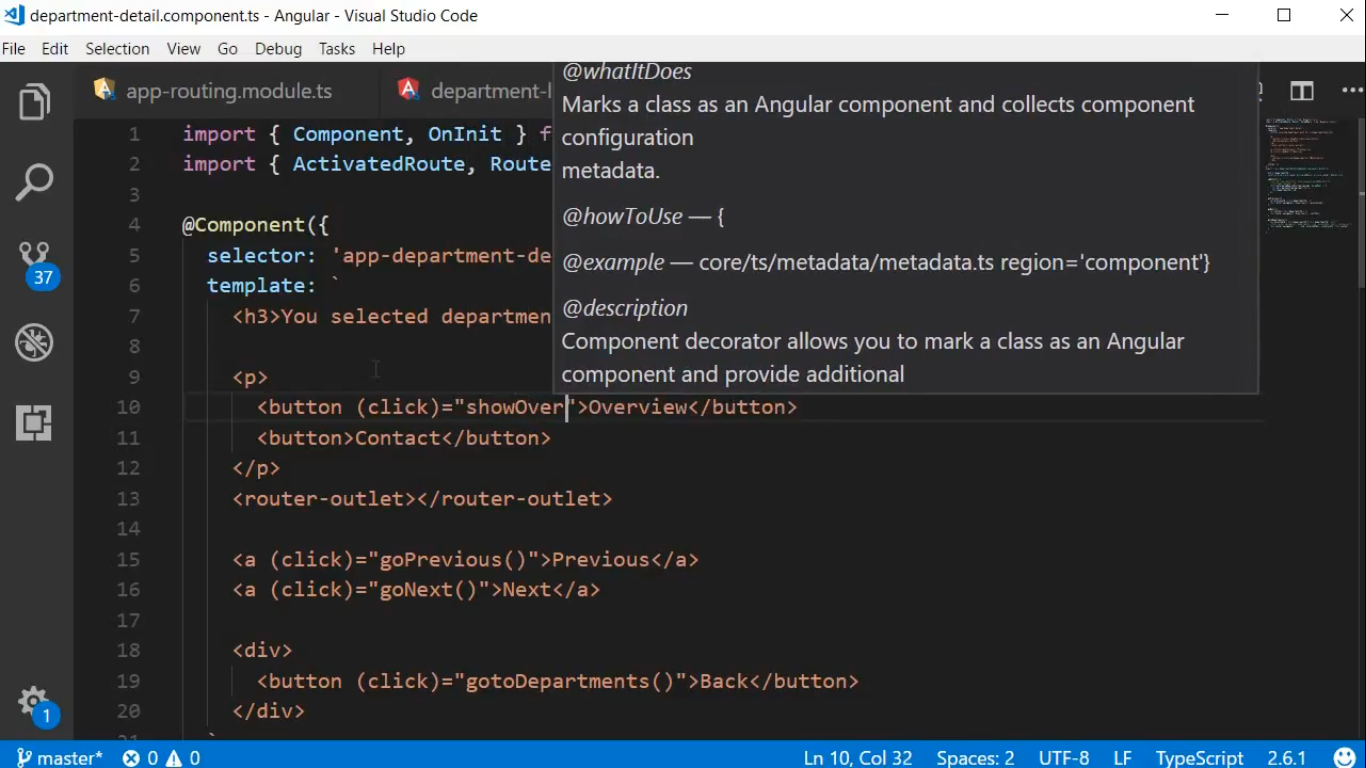 department-detail.component.ts - Angular - Visual Studio Code
File Edit Selection View Go Debug Tasks Help
app-routing.module.ts department-l
@whatItDoes
Marks a class as an Angular component and collects component
configuration
metadata.
@howToUse — {
@example — core/ts/metadata/metadata.ts region='component'}
@description
Component decorator allows you to mark a class as an Angular
component and provide additional
1 import { Component, OnInit } f
2 import { ActivatedRoute, Route
3
4 @Component({
5 selector: 'app-department-de
6 template: `
7 <h3>You selected departmen
8
9 <p>
10 <button (click)="showOver">Overview</button>
11 <button>Contact</button>
12 </p>
13 <router-outlet></router-outlet>
14
15 <a (click)="goPrevious()">Previous</a>
16 <a (click)="goNext()">Next</a>
17
18 <div>
19 <button (click)="gotoDepartments()">Back</button>
20 </div>
21 `
37
1
master* 0 0 Ln 10, Col 32 Spaces: 2 UTF-8 LF TypeScript 2.6.1